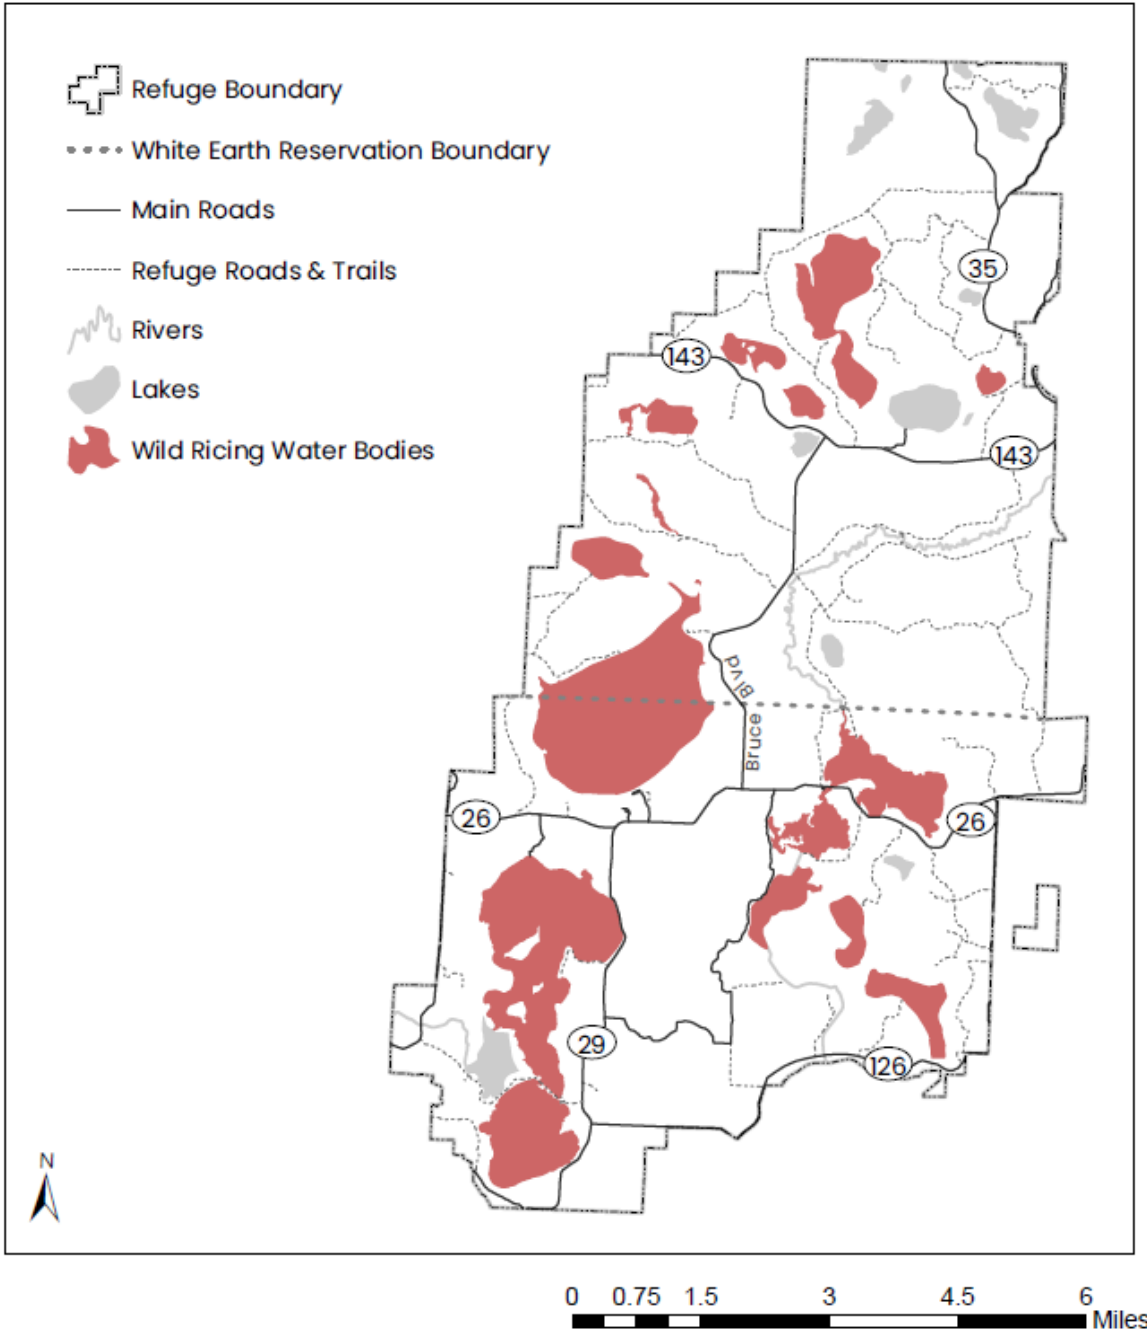 Refuge Boundary
White Earth Reservation Boundary
Main Roads
Refuge Roads & Trails
Rivers
Lakes
Wild Ricing Water Bodies
35
143
143
Bruce Blvd
26
26
29
126
N
0 0.75 1.5 3 4.5 6
Miles